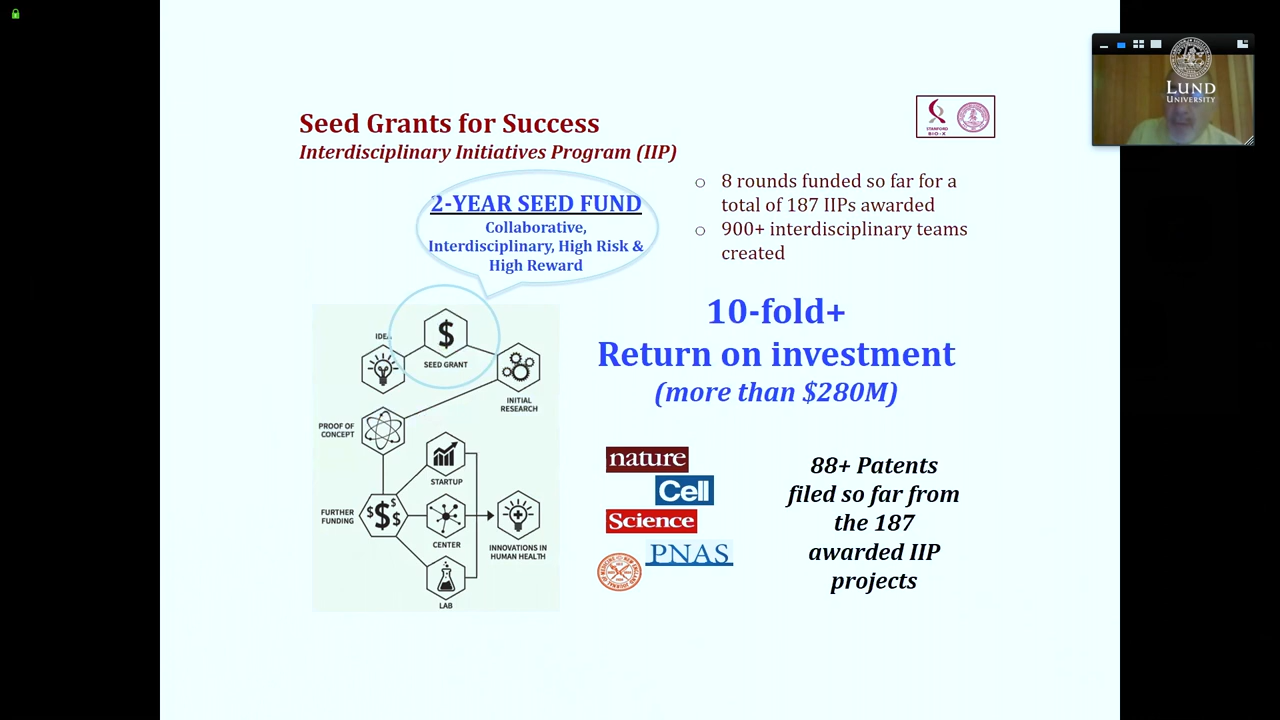 LUND
UNIVERSITY
Seed Grants for Success
Interdisciplinary Initiatives Program (IIP)
STANFORD
BIO-X
2-YEAR SEED FUND
Collaborative,
Interdisciplinary, High Risk &
High Reward
o 8 rounds funded so far for a
total of 187 IIPs awarded
o 900+ interdisciplinary teams
created
10-fold+
Return on investment
(more than $280M)
IDEA
$
SEED GRANT
INITIAL
RESEARCH
PROOF OF
CONCEPT
STARTUP
FURTHER
FUNDING
$$$$
CENTER
INNOVATIONS IN
HUMAN HEALTH
LAB
nature
Cell
Science
PNAS
88+ Patents
filed so far from
the 187
awarded IIP
projects